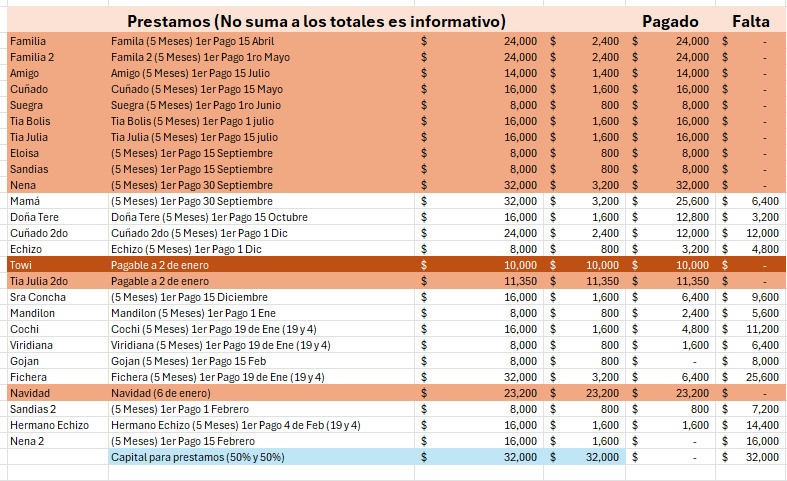 Prestamos (No suma a los totales es informativo) Pagado Falta
Familia Famila (5 Meses) 1er Pago 15 Abril $ 24,000 $ 2,400 $ 24,000 $ -
Familia 2 Famila 2 (5 Meses) 1er Pago 1ro Mayo $ 24,000 $ 2,400 $ 24,000 $ -
Amigo Amigo (5 Meses) 1er Pago 15 Julio $ 14,000 $ 1,400 $ 14,000 $ -
Cuñado Cuñado (5 Meses) 1er Pago 15 Mayo $ 16,000 $ 1,600 $ 16,000 $ -
Suegra Suegra (5 Meses) 1er Pago 1ro Junio $ 8,000 $ 800 $ 8,000 $ -
Tia Bolis Tia Bolis (5 Meses) 1er Pago 1 julio $ 16,000 $ 1,600 $ 16,000 $ -
Tia Julia Tia Julia (5 Meses) 1er Pago 15 julio $ 16,000 $ 1,600 $ 16,000 $ -
Eloisa (5 Meses) 1er Pago 15 Septiembre $ 8,000 $ 800 $ 8,000 $ -
Sandias (5 Meses) 1er Pago 15 Septiembre $ 8,000 $ 800 $ 8,000 $ -
Nena (5 Meses) 1er Pago 30 Septiembre $ 32,000 $ 3,200 $ 32,000 $ -
Mamá (5 Meses) 1er Pago 30 Septiembre $ 32,000 $ 3,200 $ 25,600 $ 6,400
Doña Tere Doña Tere (5 Meses) 1er Pago 15 Octubre $ 16,000 $ 1,600 $ 12,800 $ 3,200
Cuñado 2do Cuñado 2do (5 Meses) 1er Pago 1 Dic $ 24,000 $ 2,400 $ 12,000 $ 12,000
Echizo Echizo (5 Meses) 1er Pago 1 Dic $ 8,000 $ 800 $ 3,200 $ 4,800
Towi Pagable a 2 de enero $ 10,000 $ 10,000 $ 10,000 $ -
Tia Julia 2do Pagable a 2 de enero $ 11,350 $ 11,350 $ 11,350 $ -
Sra Concha (5 Meses) 1er Pago 15 Diciembre $ 16,000 $ 1,600 $ 6,400 $ 9,600
Mandilon (5 Meses) 1er Pago 1 Ene $ 8,000 $ 800 $ 2,400 $ 5,600
Cochi Cochi (5 Meses) 1er Pago 19 de Ene (19 y 4) $ 16,000 $ 1,600 $ 4,800 $ 11,200
Viridiana Viridiana (5 Meses) 1er Pago 19 de Ene (19 y 4) $ 8,000 $ 800 $ 1,600 $ 6,400
Gojan Gojan (5 Meses) 1er Pago 15 Feb $ 8,000 $ 800 $ - $ 8,000
Fichera Fichera (5 Meses) 1er Pago 19 de Ene (19 y 4) $ 32,000 $ 3,200 $ 6,400 $ 25,600
Navidad Navidad (6 de enero) $ 23,200 $ 23,200 $ 23,200 $ -
Sandias 2 (5 Meses) 1er Pago 1 Febrero $ 8,000 $ 800 $ 800 $ 7,200
Hermano Echizo Hermano Echizo (5 Meses) 1er Pago 4 de Feb (19 y 4) $ 16,000 $ 1,600 $ 1,600 $ 14,400
Nena 2 (5 Meses) 1er Pago 15 Febrero $ 16,000 $ 1,600 $ - $ 16,000
Capital para prestamos (50% y 50%) $ 32,000 $ 32,000 $ - $ 32,000